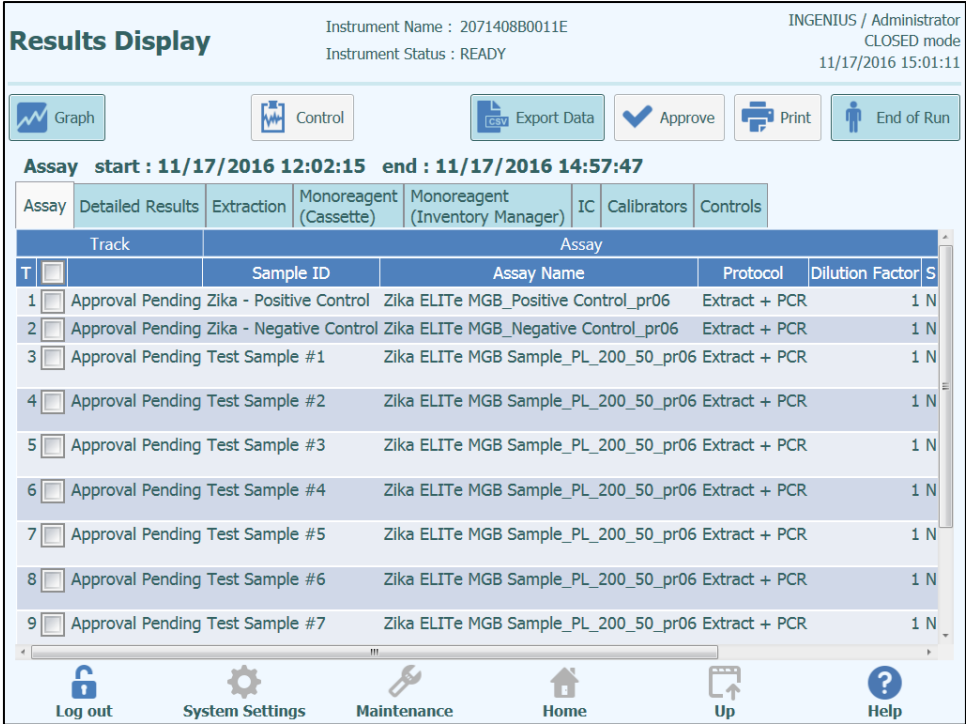 Results Display
Instrument Name : 2071408B0011E
Instrument Status : READY
INGENIUS / Administrator
CLOSED mode
11/17/2016 15:01:11
Graph
Control
CSV
Export Data
Approve
Print
End of Run
Assay start : 11/17/2016 12:02:15 end : 11/17/2016 14:57:47
Assay
Detailed Results
Extraction
Monoreagent
(Cassette)
Monoreagent
(Inventory Manager)
IC
Calibrators
Controls
Track Assay
T Sample ID Assay Name Protocol Dilution Factor S
1 Approval Pending Zika - Positive Control Zika ELITe MGB_Positive Control_pr06 Extract + PCR 1 N
2 Approval Pending Zika - Negative Control Zika ELITe MGB_Negative Control_pr06 Extract + PCR 1 N
3 Approval Pending Test Sample #1 Zika ELITe MGB Sample_PL_200_50_pr06 Extract + PCR 1 N
4 Approval Pending Test Sample #2 Zika ELITe MGB Sample_PL_200_50_pr06 Extract + PCR 1 N
5 Approval Pending Test Sample #3 Zika ELITe MGB Sample_PL_200_50_pr06 Extract + PCR 1 N
6 Approval Pending Test Sample #4 Zika ELITe MGB Sample_PL_200_50_pr06 Extract + PCR 1 N
7 Approval Pending Test Sample #5 Zika ELITe MGB Sample_PL_200_50_pr06 Extract + PCR 1 N
8 Approval Pending Test Sample #6 Zika ELITe MGB Sample_PL_200_50_pr06 Extract + PCR 1 N
9 Approval Pending Test Sample #7 Zika ELITe MGB Sample_PL_200_50_pr06 Extract + PCR 1 N
Log out
System Settings
Maintenance
Home
Up
?
Help